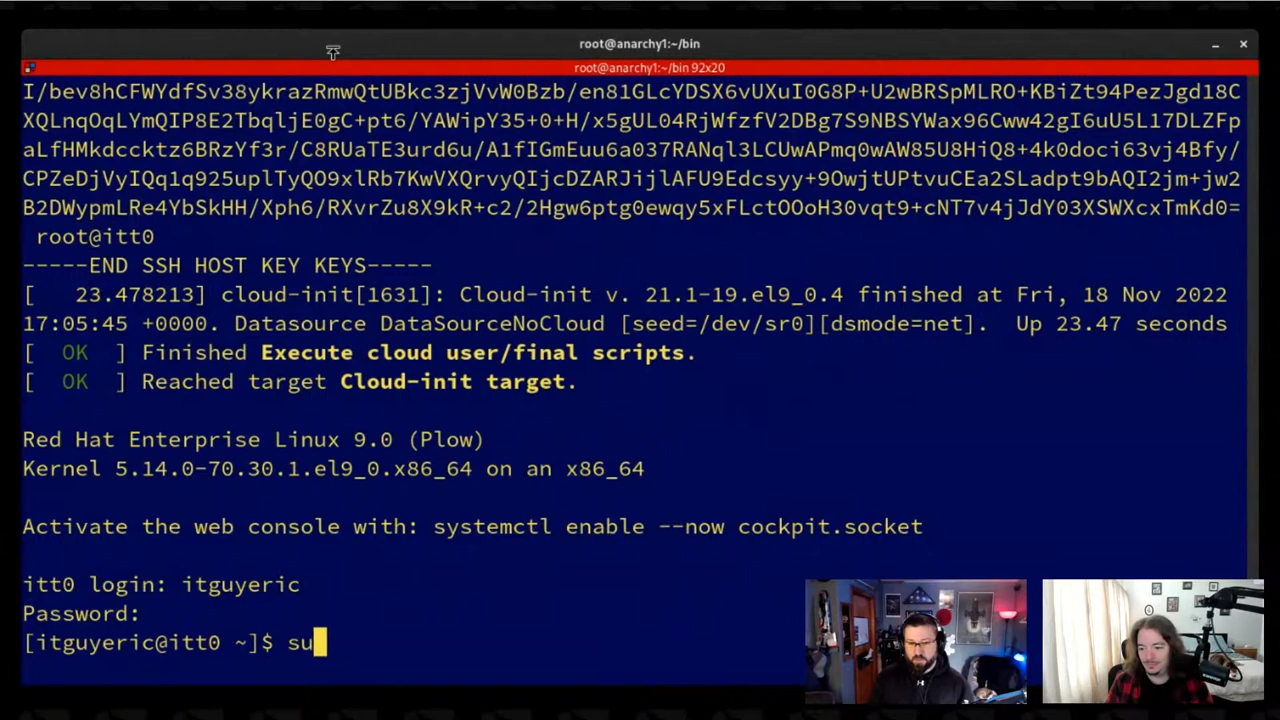 root@anarchy1:~/bin
root@anarchy1:~/bin 92x20
I/bev8hCFWYdfSv38ykrazRmwQtUBkc3zjVvW0Bzb/en81GLcYDSX6vUXuI0G8P+U2wBRSpMLRO+KBiZt94PezJgd18C
XQLnqOqLYmQIP8E2TbqljE0gC+pt6/YAWipY35+0+H/x5gUL04RjWfzfV2DBg7S9NBSYWax96Cww42gI6uU5L17DLZFp
aLfHMkdccktz6BRzYf3r/C8RUaTE3urd6u/A1fIGmEuu6a037RANql3LCUwAPmq0wAW85U8HiQ8+4k0doci63vj4Bfy/
CPZeDjVyIQq1q925uplTyQO9xlRb7KwVXQrvyQIjcDZARJijlAFU9Edcsyy+9OwjtUPtvuCEa2SLadpt9bAQI2jm+jw2
B2DWypmLRe4YbSkHH/Xph6/RXvrZu8X9kR+c2/2Hgw6ptg0ewqy5xFLctOOoH30vqt9+cNT7v4jJdY03XSWXcxTmKd0=
root@itt0
-----END SSH HOST KEY KEYS-----
[   23.478213] cloud-init[1631]: Cloud-init v. 21.1-19.el9_0.4 finished at Fri, 18 Nov 2022
17:05:45 +0000. Datasource DataSourceNoCloud [seed=/dev/sr0][dsmode=net].  Up 23.47 seconds
[  OK  ] Finished Execute cloud user/final scripts.
[  OK  ] Reached target Cloud-init target.
Red Hat Enterprise Linux 9.0 (Plow)
Kernel 5.14.0-70.30.1.el9_0.x86_64 on an x86_64
Activate the web console with: systemctl enable --now cockpit.socket
itt0 login: itguyeric
Password:
[itguyeric@itt0 ~]$ su